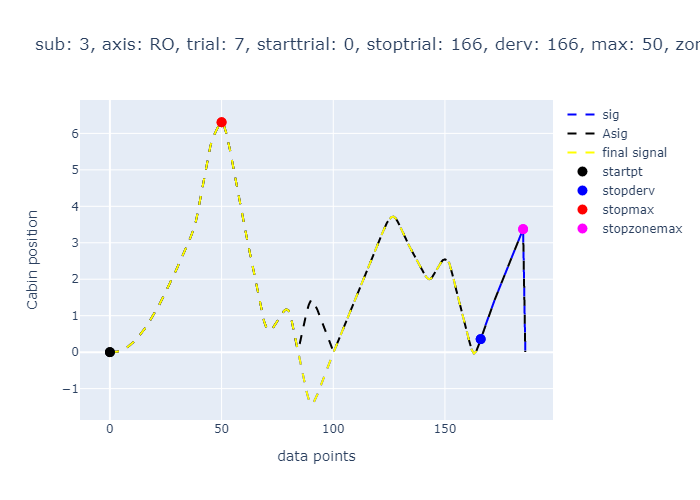 sub: 3, axis: RO, trial: 7, starttrial: 0, stoptrial: 166, derv: 166, max: 50, zor
6
5
4
3
2
1
0
−1
0
50
100
150
Cabin position
data points
sig
Asig
final signal
startpt
stopderv
stopmax
stopzonemax